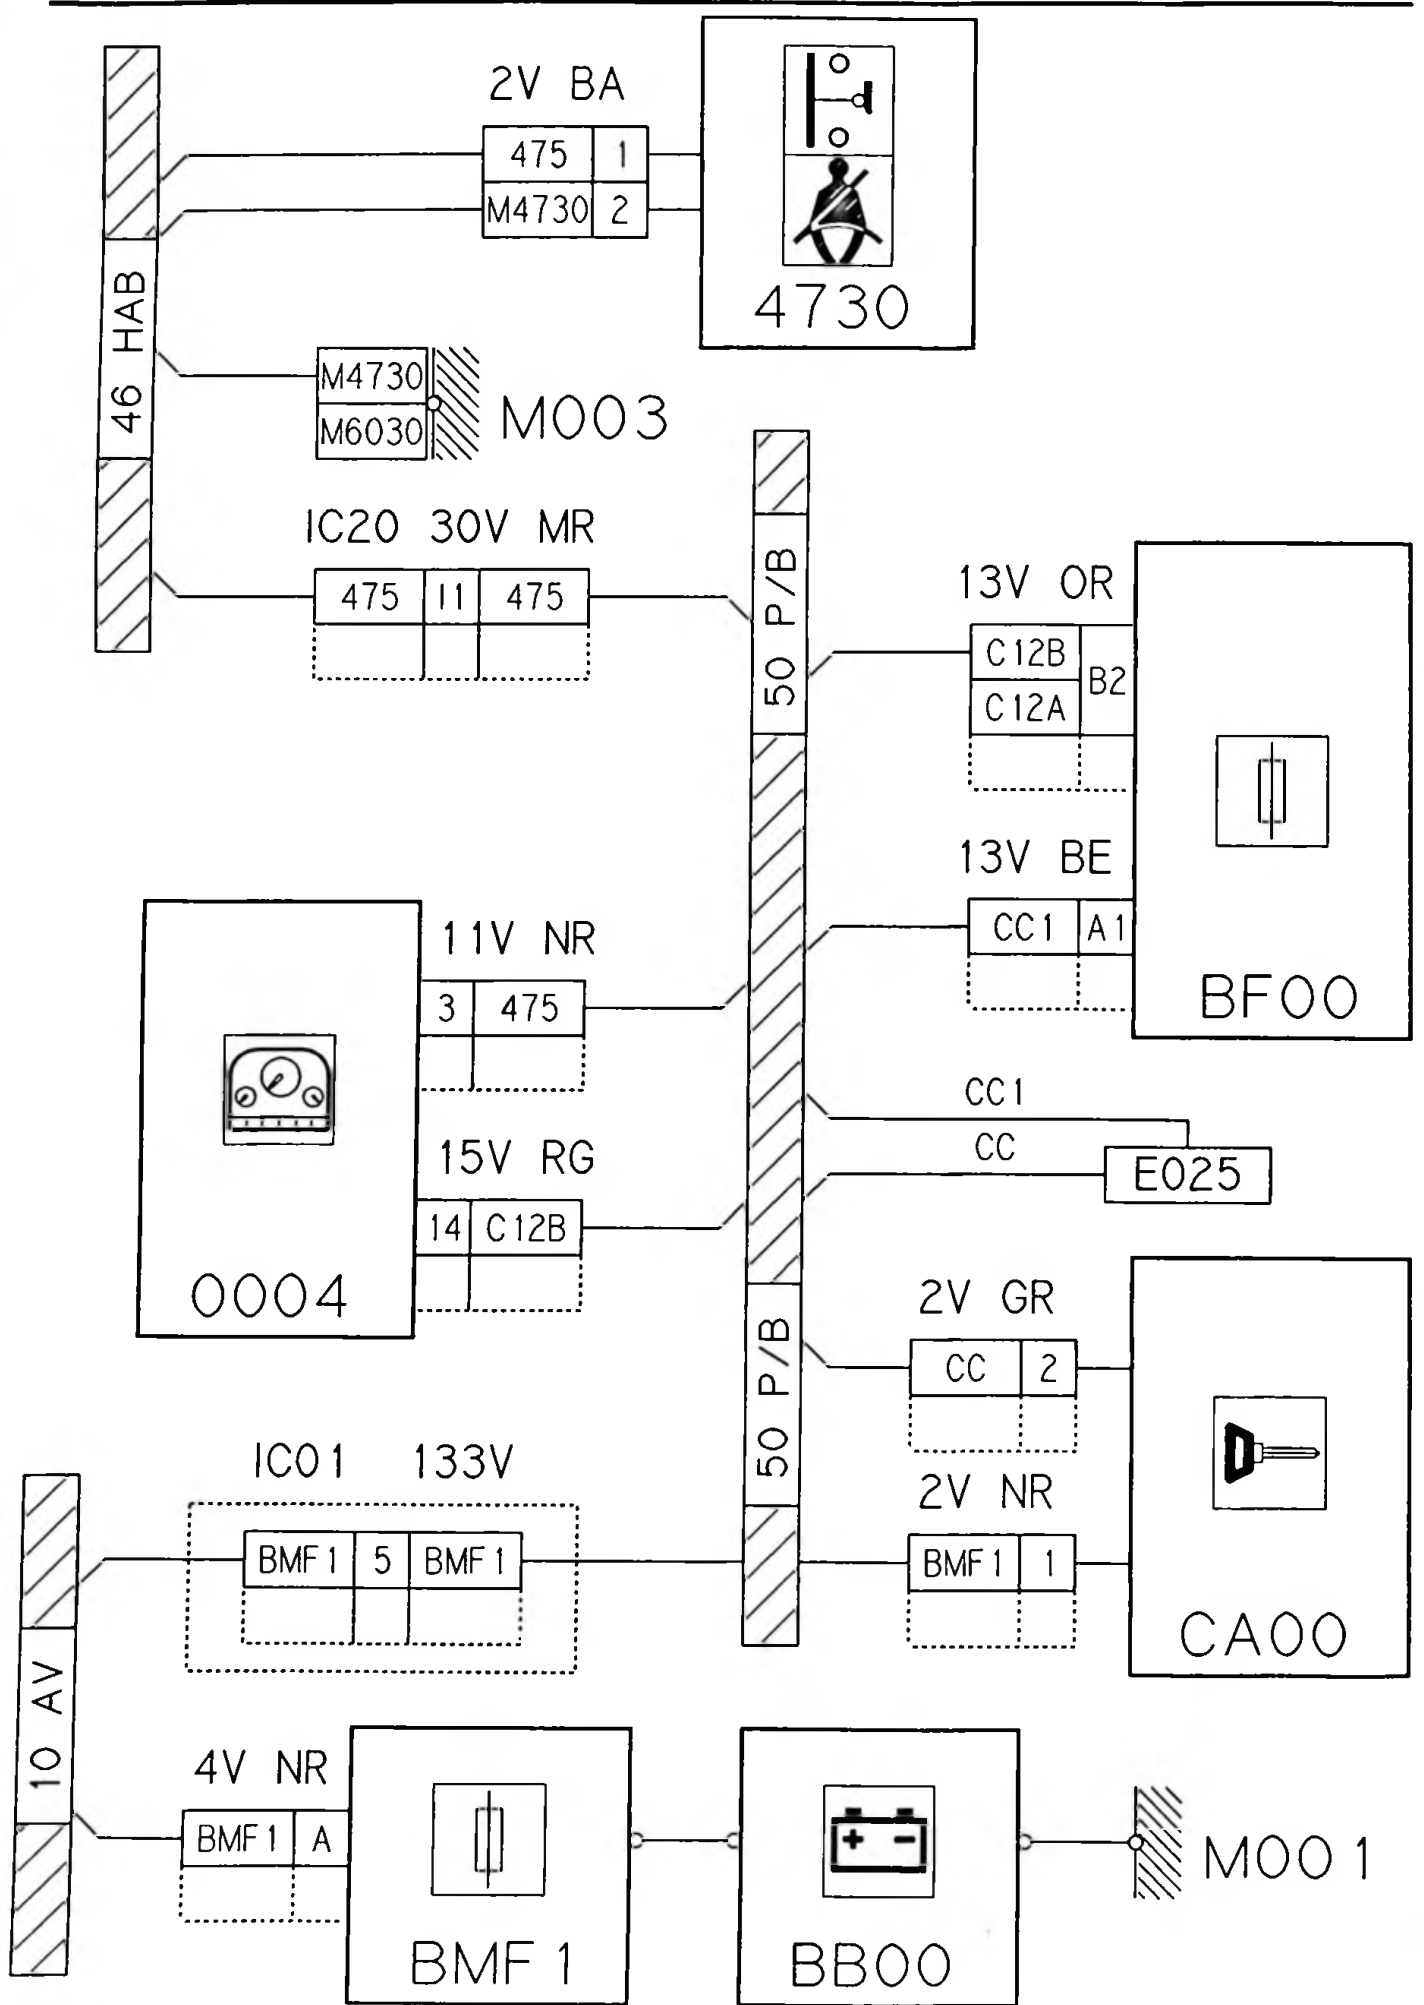 2V BA
475 1
M4730 2
4730
46 HAB
M4730
M6030
M003
IC20 30V MR
475 11 475
50 P/B
13V OR
C12B
C12A
B2
13V BE
CC1 A1
BF00
11V NR
3 475
15V RG
14 C12B
0004
CC1
CC
E025
50 P/B
2V GR
CC 2
2V NR
BMF1 1
CA00
IC01 133V
BMF1 5 BMF1
10 AV
4V NR
BMF1 A
BMF1
+ -
BB00
M001